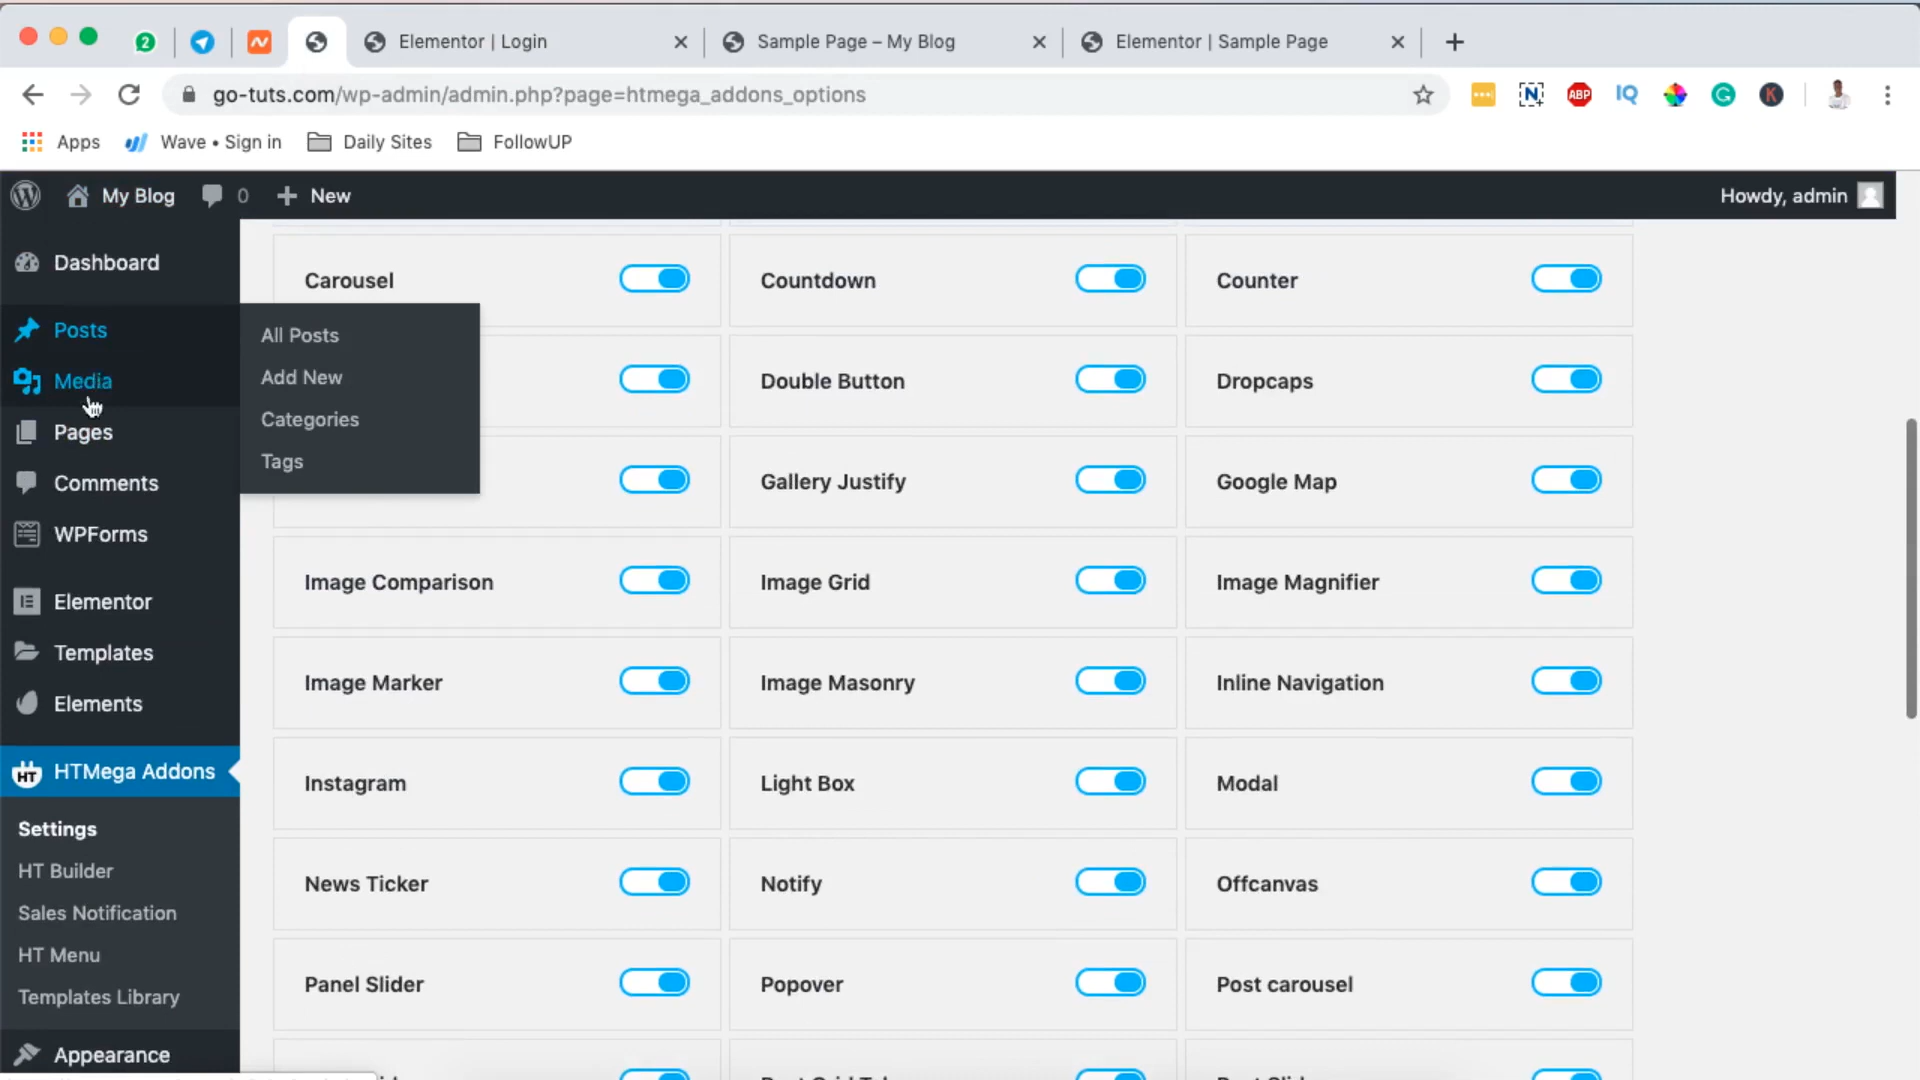 2
Elementor | Login
Sample Page – My Blog
Elementor | Sample Page
go-tuts.com/wp-admin/admin.php?page=htmega_addons_options
N
ABP
IQ
G
K
Apps
Wave • Sign in
Daily Sites
FollowUP
My Blog
0
New
Howdy, admin
Dashboard
Posts
Media
Pages
Comments
WPForms
Elementor
Templates
Elements
HT
HTMega Addons
Settings
HT Builder
Sales Notification
HT Menu
Templates Library
Appearance
All Posts
Add New
Categories
Tags
Carousel
Countdown
Counter
Double Button
Dropcaps
Gallery Justify
Google Map
Image Comparison
Image Grid
Image Magnifier
Image Marker
Image Masonry
Inline Navigation
Instagram
Light Box
Modal
News Ticker
Notify
Offcanvas
Panel Slider
Popover
Post carousel